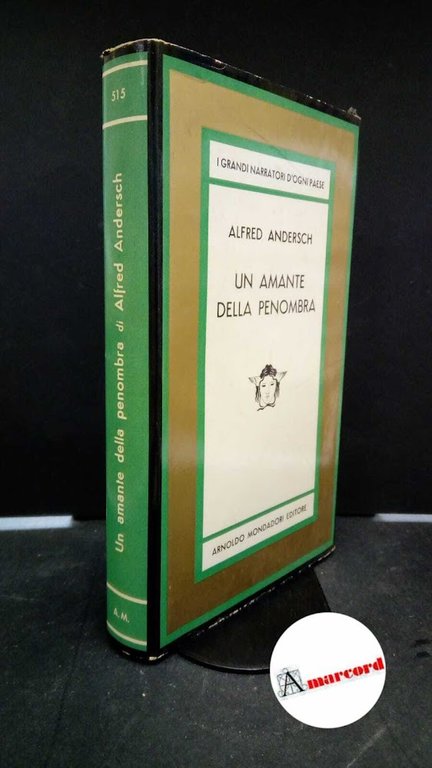 515
Un amante della penombra di Alfred Andersch
A.M.
I GRANDI NARRATORI D'OGNI PAESE
ALFRED ANDERSCH
UN AMANTE
DELLA PENOMBRA
ARNOLDO MONDADORI EDITORE
Amarcord